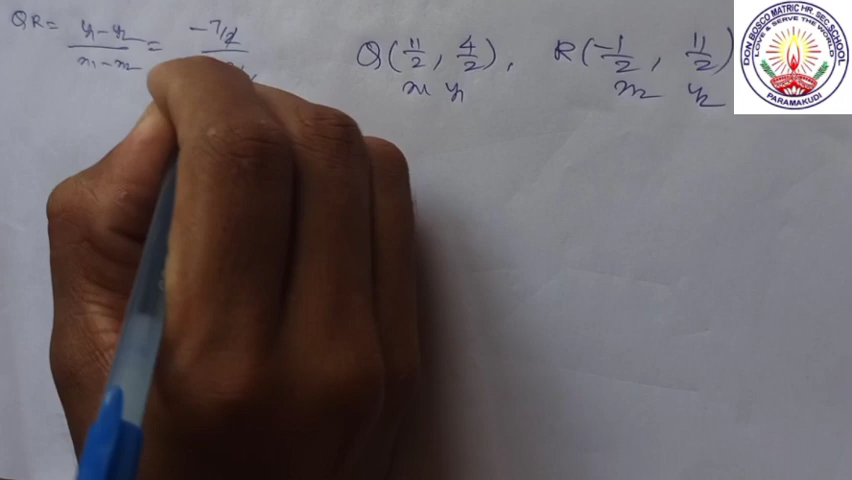 QR = y₁-y₂/x₁-x₂ = -7/2
Q(11/2, 4/2), R(-1/2, 11/2)
x₁ y₁ x₂ y₂
DON BOSCO MATRIC HR. SEC. SCHOOL
LOVE & SERVE THE WORLD
PARAMAKUDI